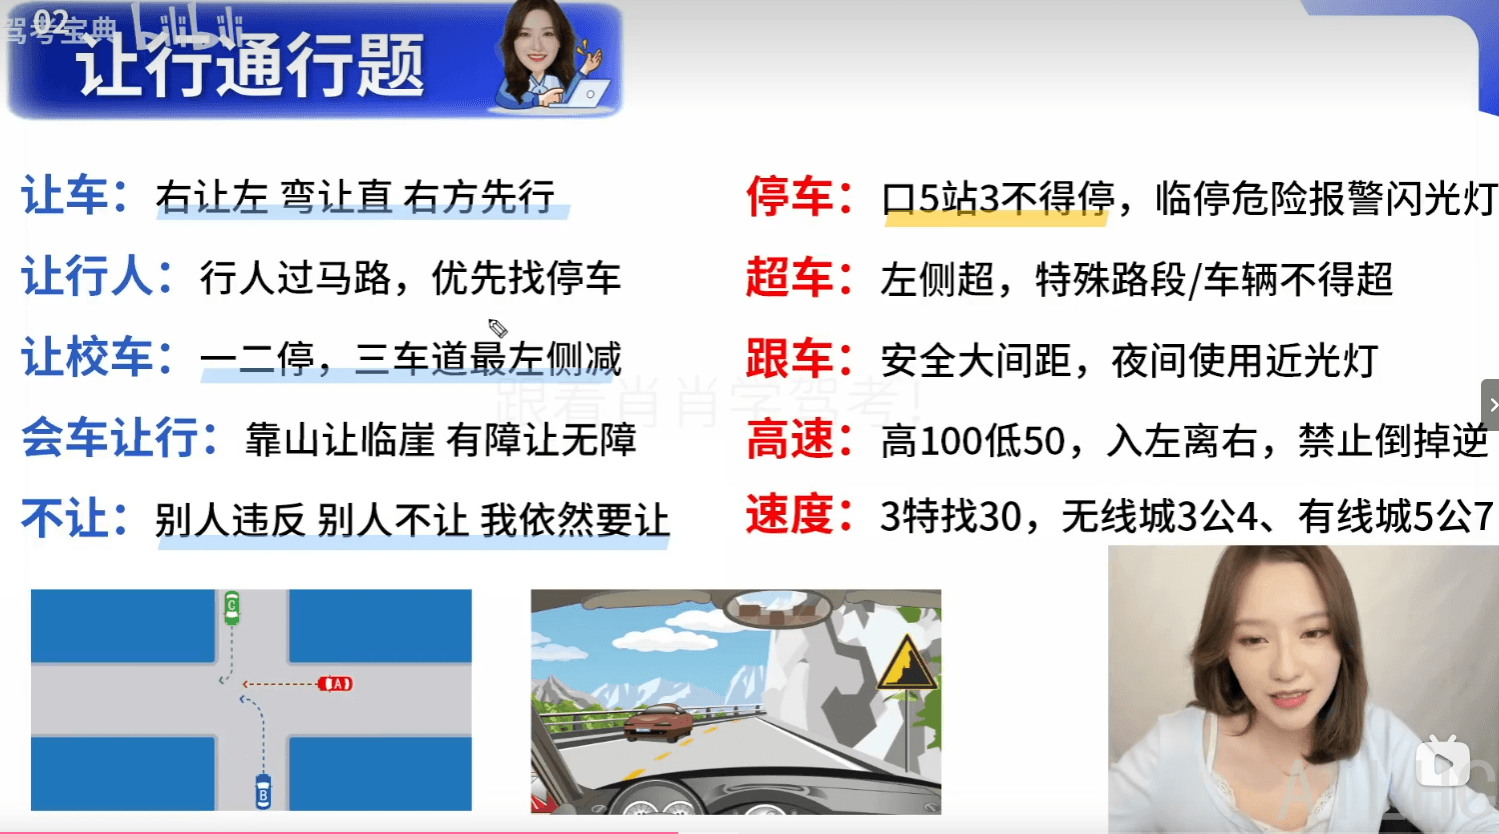 驾考宝典
02
bilibili
让行通行题
让车：右让左 弯让直 右方先行
让行人：行人过马路，优先找停车
让校车：一二停，三车道最左侧减
会车让行：靠山让临崖 有障让无障
不让：别人违反 别人不让 我依然要让
停车：口5站3不得停，临停危险报警闪光灯
超车：左侧超，特殊路段/车辆不得超
跟车：安全大间距，夜间使用近光灯
高速：高100低50，入左离右，禁止倒掉逆
速度：3特找30，无线城3公4、有线城5公7
跟着肖肖学驾考！
C
A
B